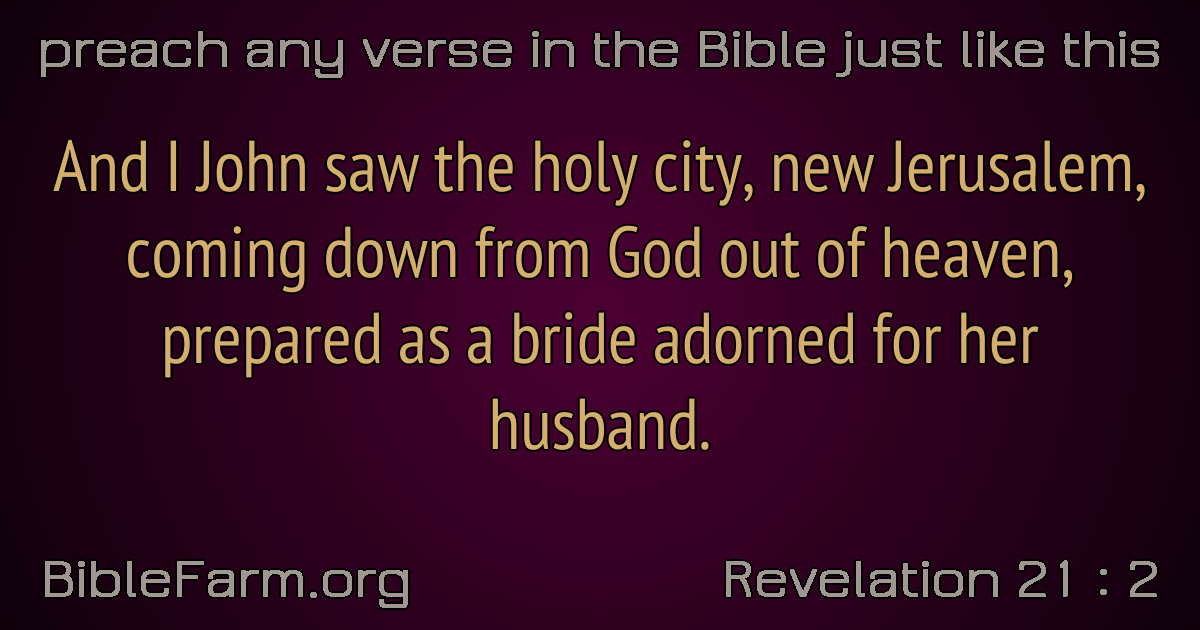 preach any verse in the Bible just like this
And I John saw the holy city, new Jerusalem,
coming down from God out of heaven,
prepared as a bride adorned for her
husband.
BibleFarm.org
Revelation 21 : 2